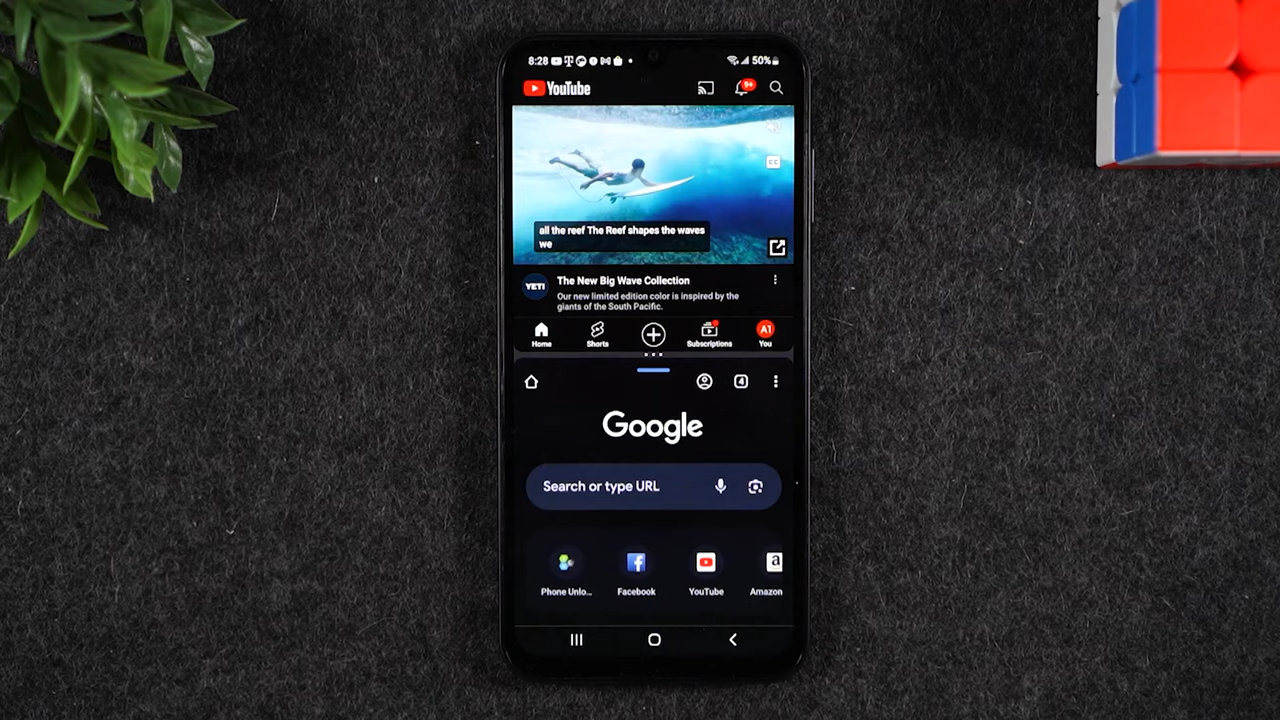 8:28
50%
YouTube
9+
CC
all the reef The Reef shapes the waves
we
YETI
The New Big Wave Collection
Our new limited edition color is inspired by the
giants of the South Pacific.
Home
Shorts
Subscriptions
A1
You
4
Google
Search or type URL
Phone Unlo...
Facebook
YouTube
a
Amazon